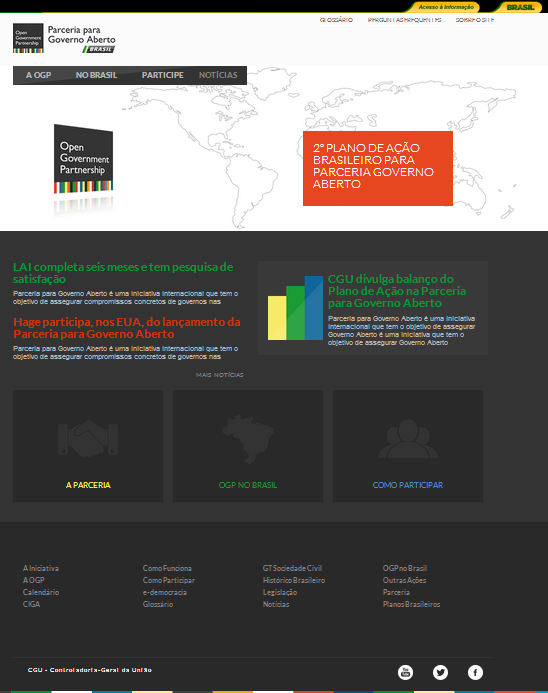 Acesso à Informação
BRASIL
GLOSSÁRIO
PERGUNTAS FREQUENTES
SOBRE O SITE
Open
Government
Partnership
Parceria para
Governo Aberto
BRASIL
A OGP
NO BRASIL
PARTICIPE
NOTÍCIAS
Open
Government
Partnership
2º PLANO DE AÇÃO
BRASILEIRO PARA
PARCERIA GOVERNO
ABERTO
LAI completa seis meses e tem pesquisa de
satisfação
Parceria para Governo Aberto é uma iniciativa internacional que tem o
objetivo de assegurar compromissos concretos de governos nas
Hage participa, nos EUA, do lançamento da
Parceria para Governo Aberto
Parceria para Governo Aberto é uma iniciativa internacional que tem o
objetivo de assegurar compromissos concretos de governos nas
CGU divulga balanço do
Plano de Ação na Parceria
para Governo Aberto
Parceria para Governo Aberto é uma iniciativa
internacional que tem o objetivo de assegurar
Governo Aberto é uma iniciativa que tem o
objetivo de assegurar Governo Aberto
MAIS NOTÍCIAS
A PARCERIA
OGP NO BRASIL
COMO PARTICIPAR
A Iniciativa
A OGP
Calendário
CIGA
Como Funciona
Como Participar
e-democracia
Glossário
GT Sociedade Civil
Histórico Brasileiro
Legislação
Notícias
OGP no Brasil
Outras Ações
Parceria
Planos Brasileiros
CGU - Controladoria-Geral da União
You
Tube